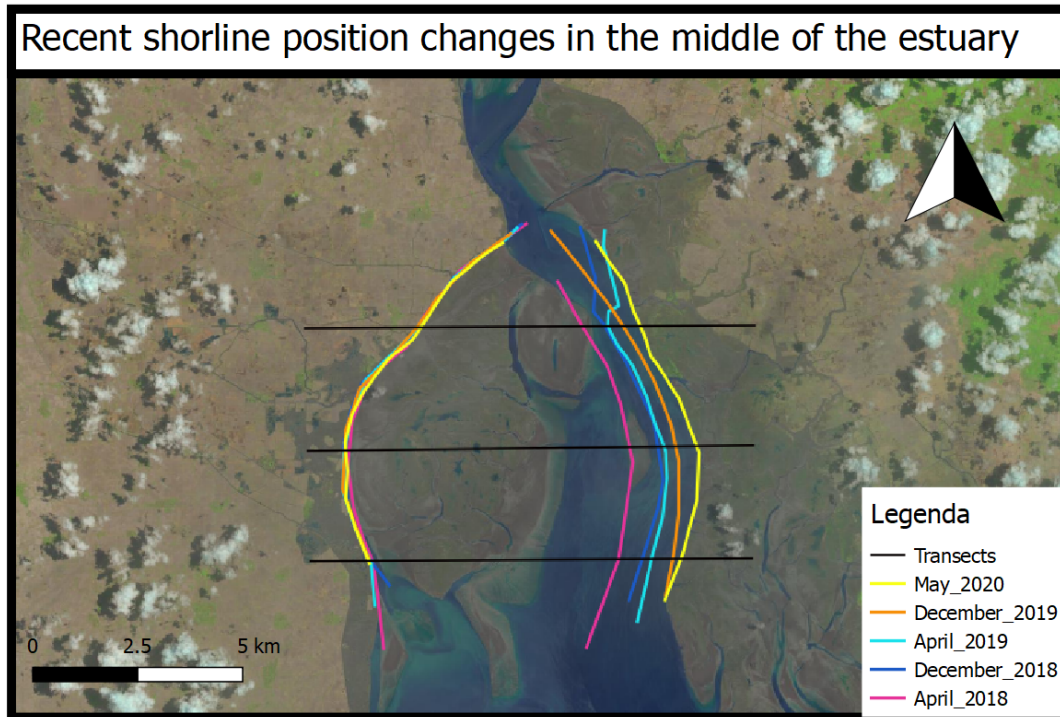 Recent shorline position changes in the middle of the estuary
Legenda
Transects
May_2020
December_2019
April_2019
December_2018
April_2018
0 2.5 5 km